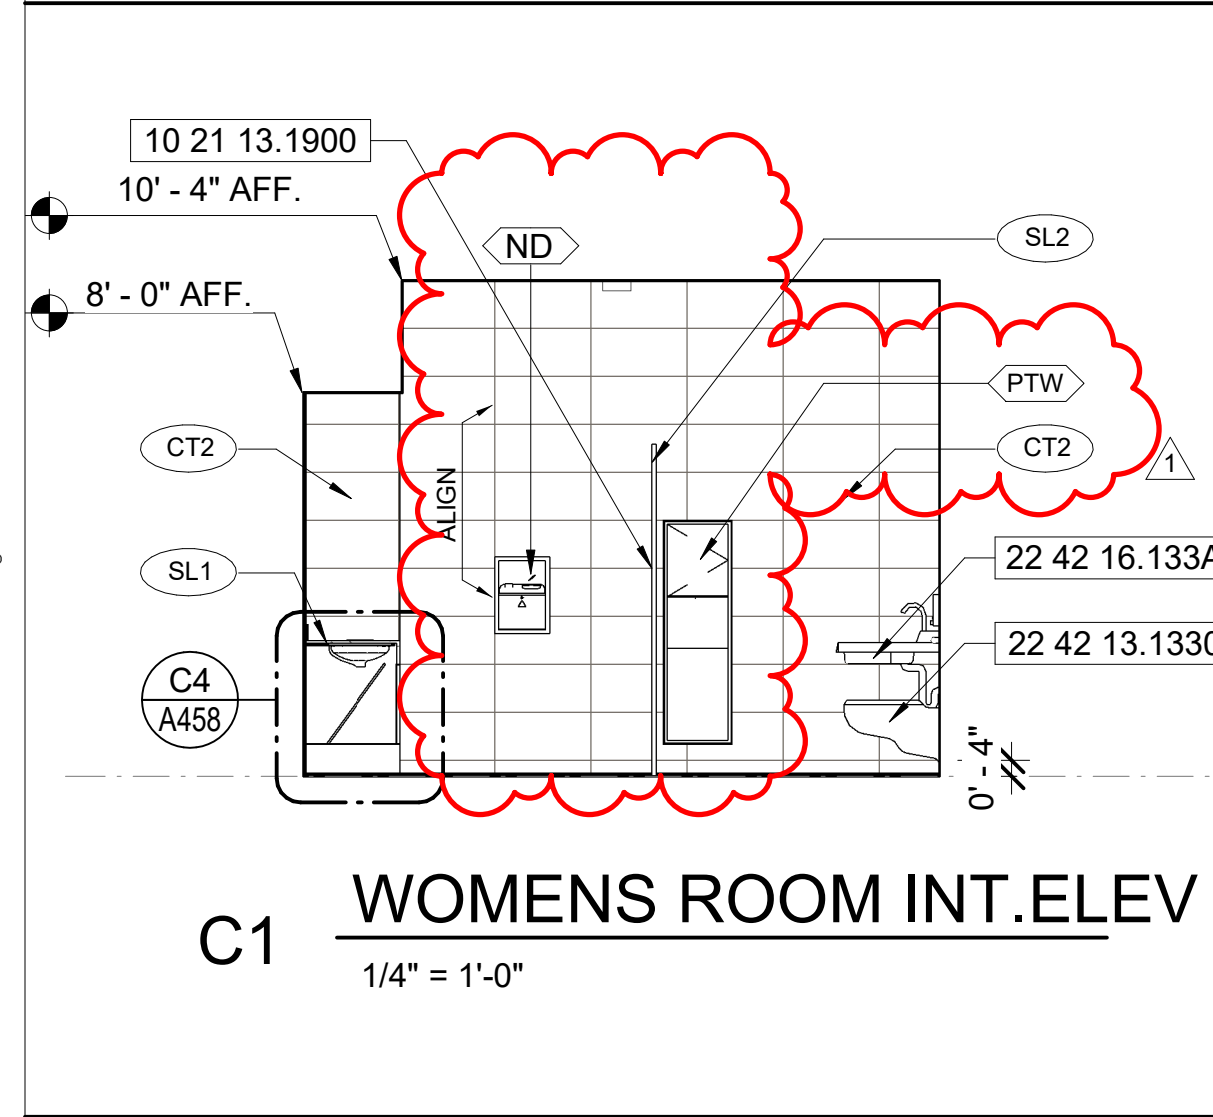 10 21 13.1900
10' - 4" AFF.
ND
SL2
8' - 0" AFF.
PTW
CT2
CT2
1
ALIGN
22 42 16.133A
SL1
22 42 13.1330
C4
A458
0' - 4"
WOMENS ROOM INT.ELEV
C1
1/4" = 1'-0"